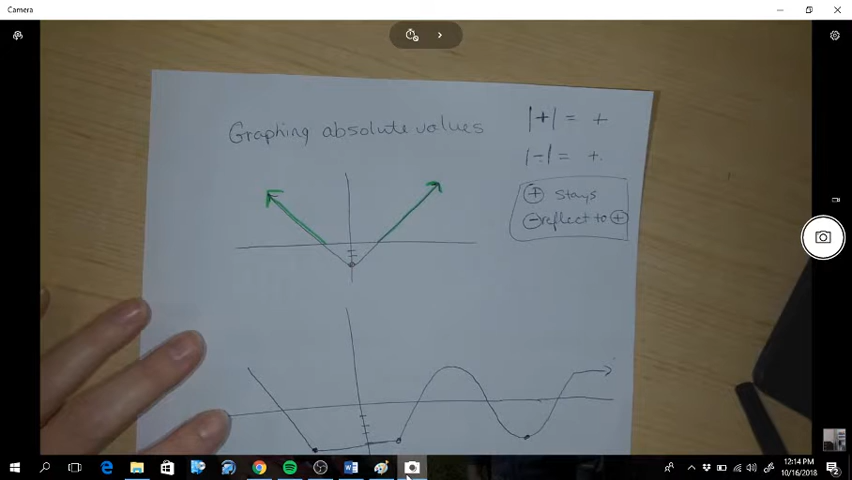 Camera
Graphing absolute values
|+| = +
|-| = +.
⊕ stays
⊖ reflect to ⊕
12:14 PM
10/16/2018